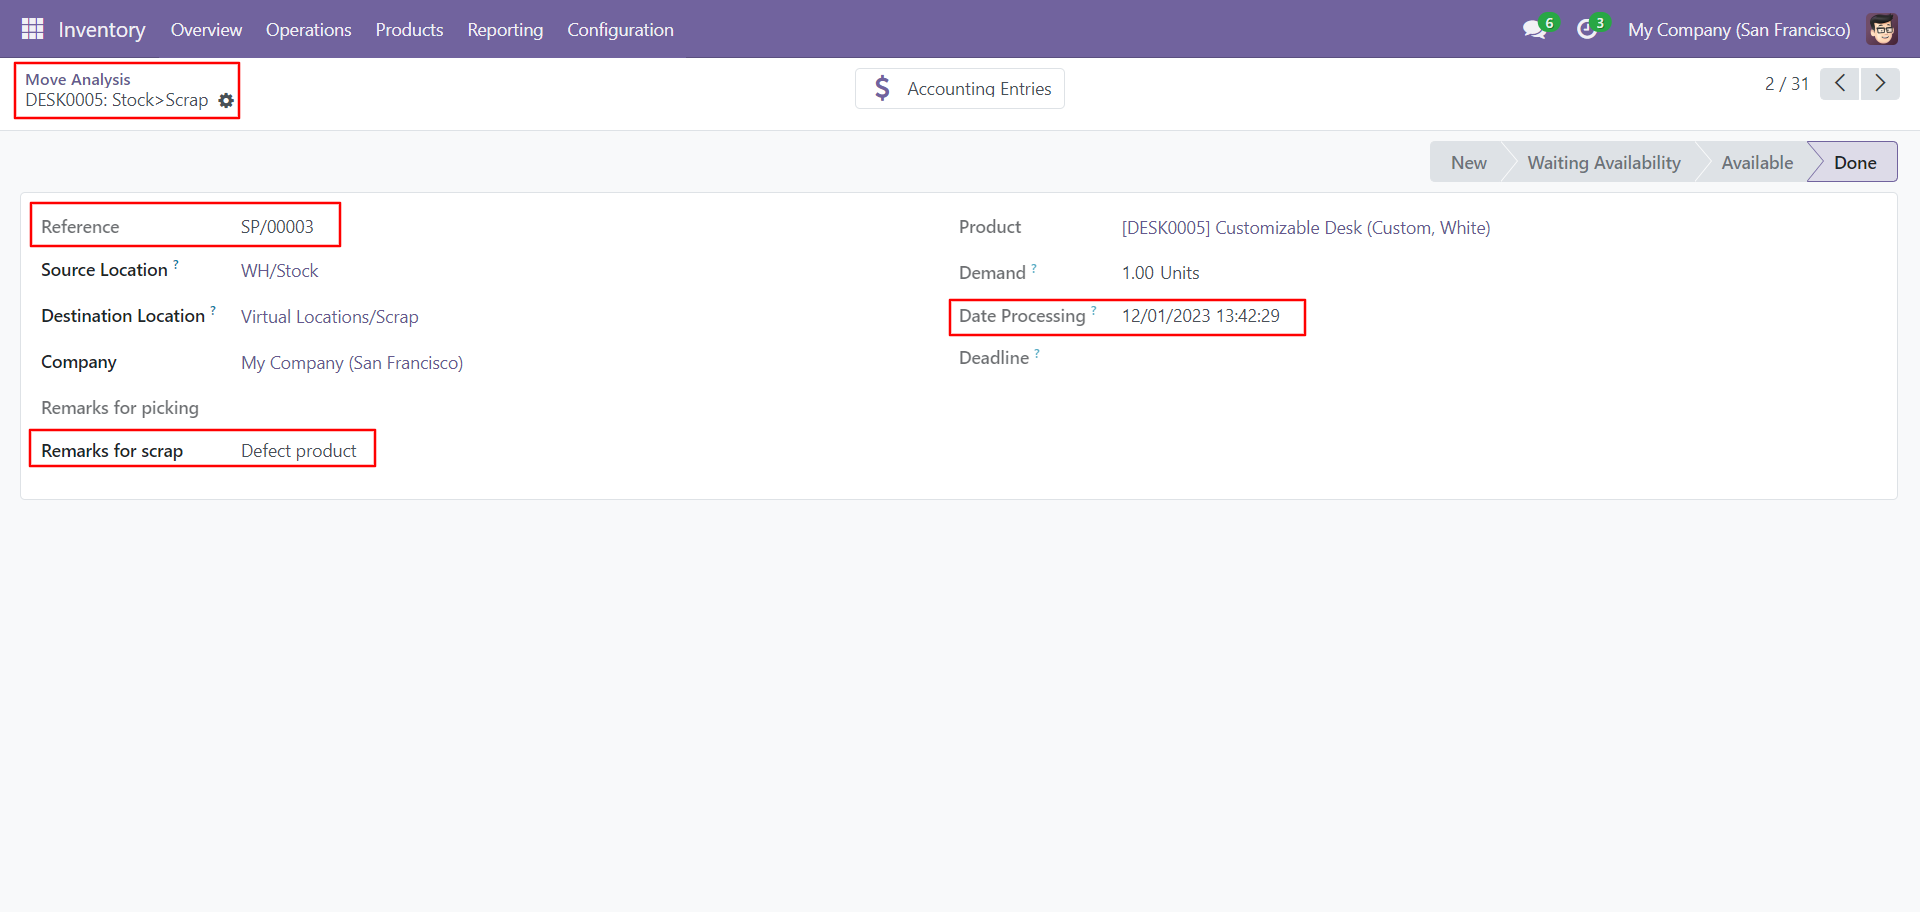 Inventory Overview Operations Products Reporting Configuration 6 3 My Company (San Francisco)
Move Analysis
DESK0005: Stock>Scrap
$ Accounting Entries
2 / 31
New Waiting Availability Available Done
Reference SP/00003
Source Location ? WH/Stock
Destination Location ? Virtual Locations/Scrap
Company My Company (San Francisco)
Remarks for picking
Remarks for scrap Defect product
Product [DESK0005] Customizable Desk (Custom, White)
Demand ? 1.00 Units
Date Processing ? 12/01/2023 13:42:29
Deadline ?